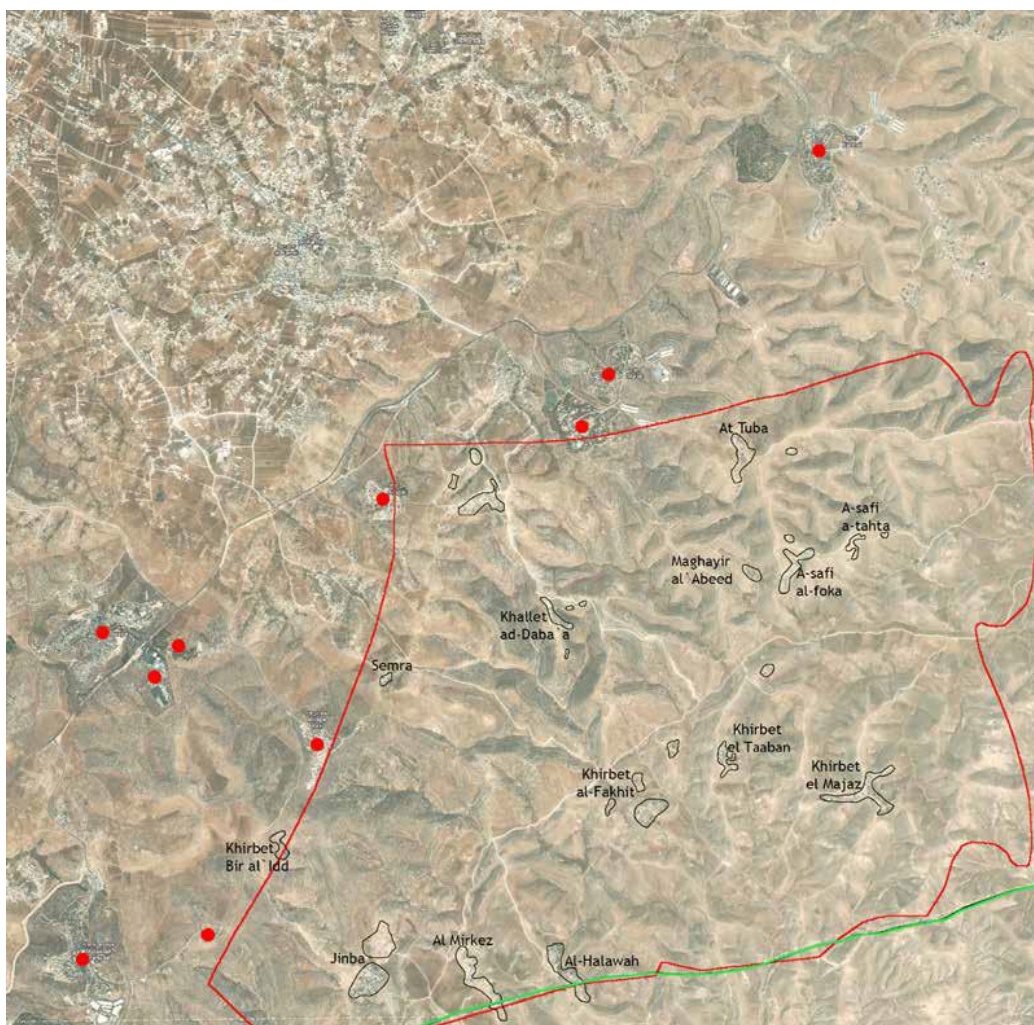 At Tuba
A-safi
a-tahta
Maghayir
al`Abeed
A-safi
al-foka
Khallet
ad-Daba`a
Semra
Khirbet
el Taaban
Khirbet
al-Fakhit
Khirbet
el Majaz
Khirbet
Bir al`Idd
Jinba
Al Mirkez
Al-Halawah